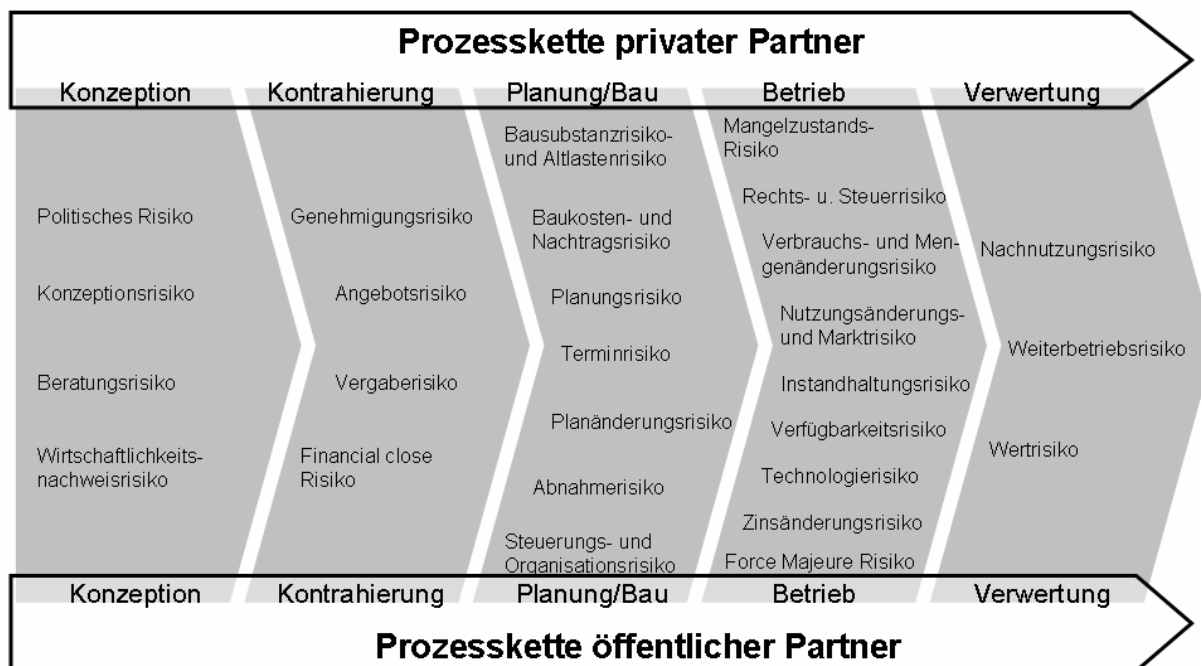 Prozesskette privater Partner
Konzeption
Kontrahierung
Planung/Bau
Betrieb
Verwertung
Politisches Risiko
Konzeptionsrisiko
Beratungsrisiko
Wirtschaftlichkeits-
nachweisrisiko
Genehmigungsrisiko
Angebotsrisiko
Vergaberisiko
Financial close
Risiko
Bausubstanzrisiko-
und Altlastenrisiko
Baukosten- und
Nachtragsrisiko
Planungsrisiko
Terminrisiko
Planänderungsrisiko
Abnahmerisiko
Steuerungs- und
Organisationsrisiko
Mangelzustands-
Risiko
Rechts- u. Steuerrisiko
Verbrauchs- und Men-
genänderungsrisiko
Nutzungsänderungs-
und Marktrisiko
Instandhaltungsrisiko
Verfügbarkeitsrisiko
Technologierisiko
Zinsänderungsrisiko
Force Majeure Risiko
Nachnutzungsrisiko
Weiterbetriebsrisiko
Wertrisiko
Konzeption
Kontrahierung
Planung/Bau
Betrieb
Verwertung
Prozesskette öffentlicher Partner